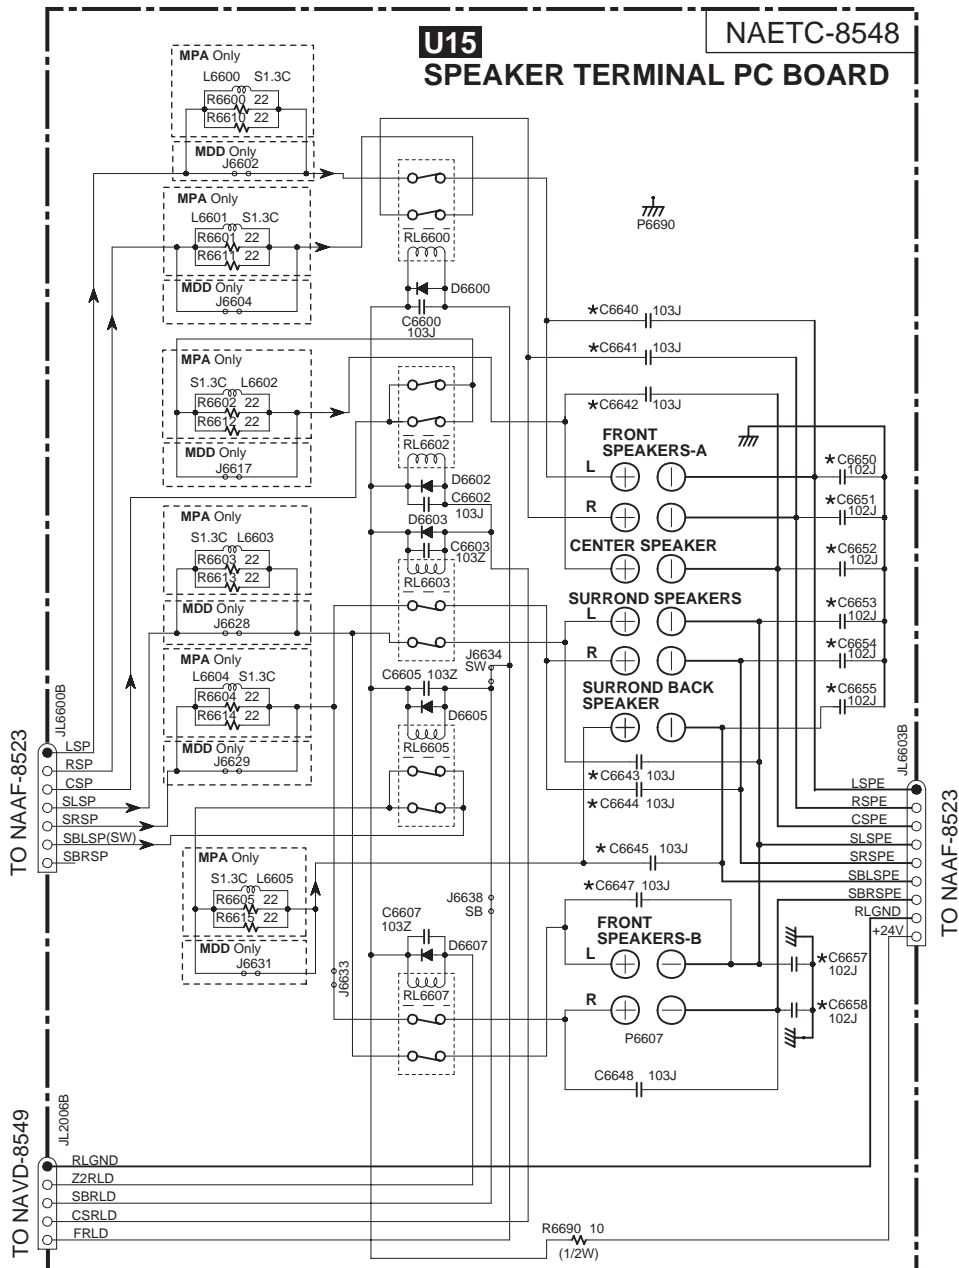 NAETC-8548
U15
SPEAKER TERMINAL PC BOARD
MPA Only
L6600 S1.3C
R6600 22
R6610 22
MDD Only
J6602
MPA Only
L6601 S1.3C
R6601 22
R6611 22
MDD Only
J6604
RL6600
D6600
C6600
103J
P6690
MPA Only
S1.3C L6602
R6602 22
R6612 22
MDD Only
J6617
RL6602
D6602
C6602
103J
D6603
C6603
103Z
RL6603
★C6640 103J
★C6641 103J
★C6642 103J
FRONT
SPEAKERS-A
L
R
CENTER SPEAKER
SURROND SPEAKERS
L
R
SURROND BACK
SPEAKER
★C6650
102J
★C6651
102J
★C6652
102J
★C6653
102J
★C6654
102J
★C6655
102J
MPA Only
S1.3C L6603
R6603 22
R6613 22
MDD Only
J6628
MPA Only
L6604 S1.3C
R6604 22
R6614 22
MDD Only
J6629
J6634
SW
C6605 103Z
D6605
RL6605
★C6643 103J
★C6644 103J
★C6645 103J
★C6647 103J
TO NAAF-8523
JL6600B
LSP
RSP
CSP
SLSP
SRSP
SBLSP(SW)
SBRSP
MPA Only
S1.3C L6605
R6605 22
R6615 22
MDD Only
J6631
J6633
C6607
103Z
D6607
RL6607
J6638
SB
FRONT
SPEAKERS-B
L
R
P6607
C6648 103J
★C6657
102J
★C6658
102J
JL6603B
TO NAAF-8523
LSPE
RSPE
CSPE
SLSPE
SRSPE
SBLSPE
SBRSPE
RLGND
+24V
TO NAVD-8549
JL2006B
RLGND
Z2RLD
SBRLD
CSRLD
FRLD
R6690 10
(1/2W)